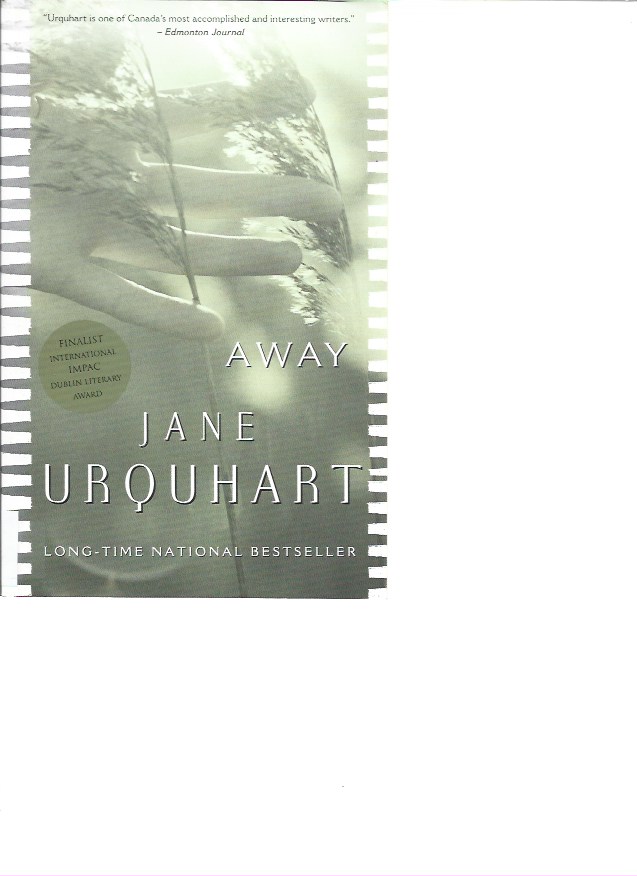 "Urquhart is one of Canada's most accomplished and interesting writers."
– Edmonton Journal
FINALIST
INTERNATIONAL
IMPAC
DUBLIN LITERARY
AWARD
AWAY
JANE
URQUHART
LONG-TIME NATIONAL BESTSELLER